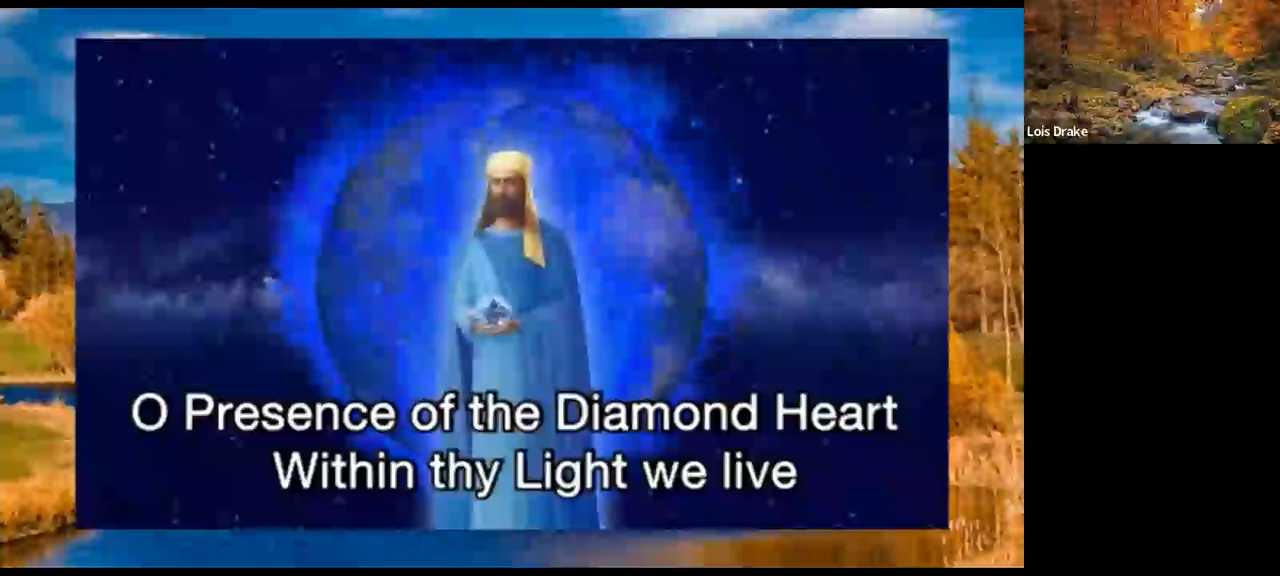 O Presence of the Diamond Heart
Within thy Light we live
Lois Drake